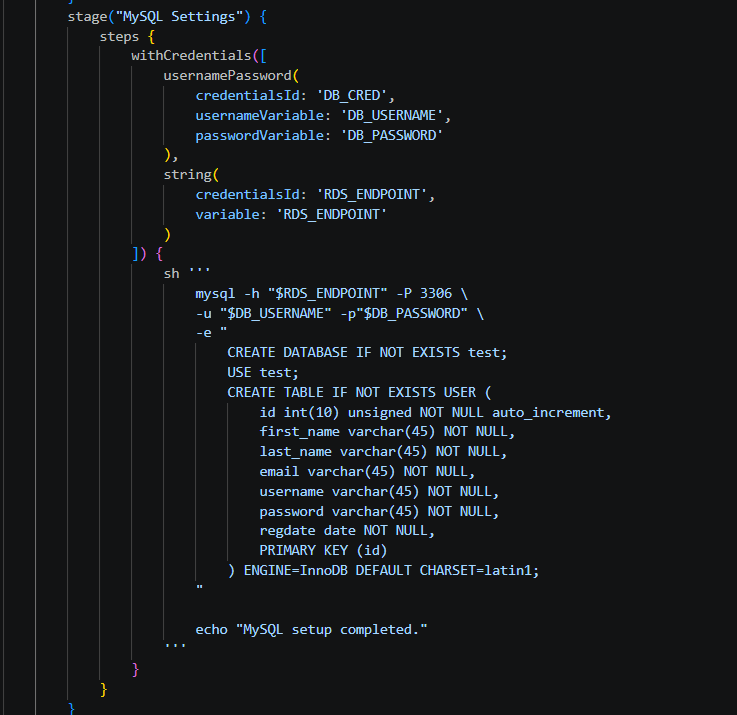 }
stage("MySQL Settings") {
steps {
withCredentials([
usernamePassword(
credentialsId: 'DB_CRED',
usernameVariable: 'DB_USERNAME',
passwordVariable: 'DB_PASSWORD'
),
string(
credentialsId: 'RDS_ENDPOINT',
variable: 'RDS_ENDPOINT'
)
]) {
sh '''
mysql -h "$RDS_ENDPOINT" -P 3306 \
-u "$DB_USERNAME" -p"$DB_PASSWORD" \
-e "
CREATE DATABASE IF NOT EXISTS test;
USE test;
CREATE TABLE IF NOT EXISTS USER (
id int(10) unsigned NOT NULL auto_increment,
first_name varchar(45) NOT NULL,
last_name varchar(45) NOT NULL,
email varchar(45) NOT NULL,
username varchar(45) NOT NULL,
password varchar(45) NOT NULL,
regdate date NOT NULL,
PRIMARY KEY (id)
) ENGINE=InnoDB DEFAULT CHARSET=latin1;
"
echo "MySQL setup completed."
'''
}
}
}